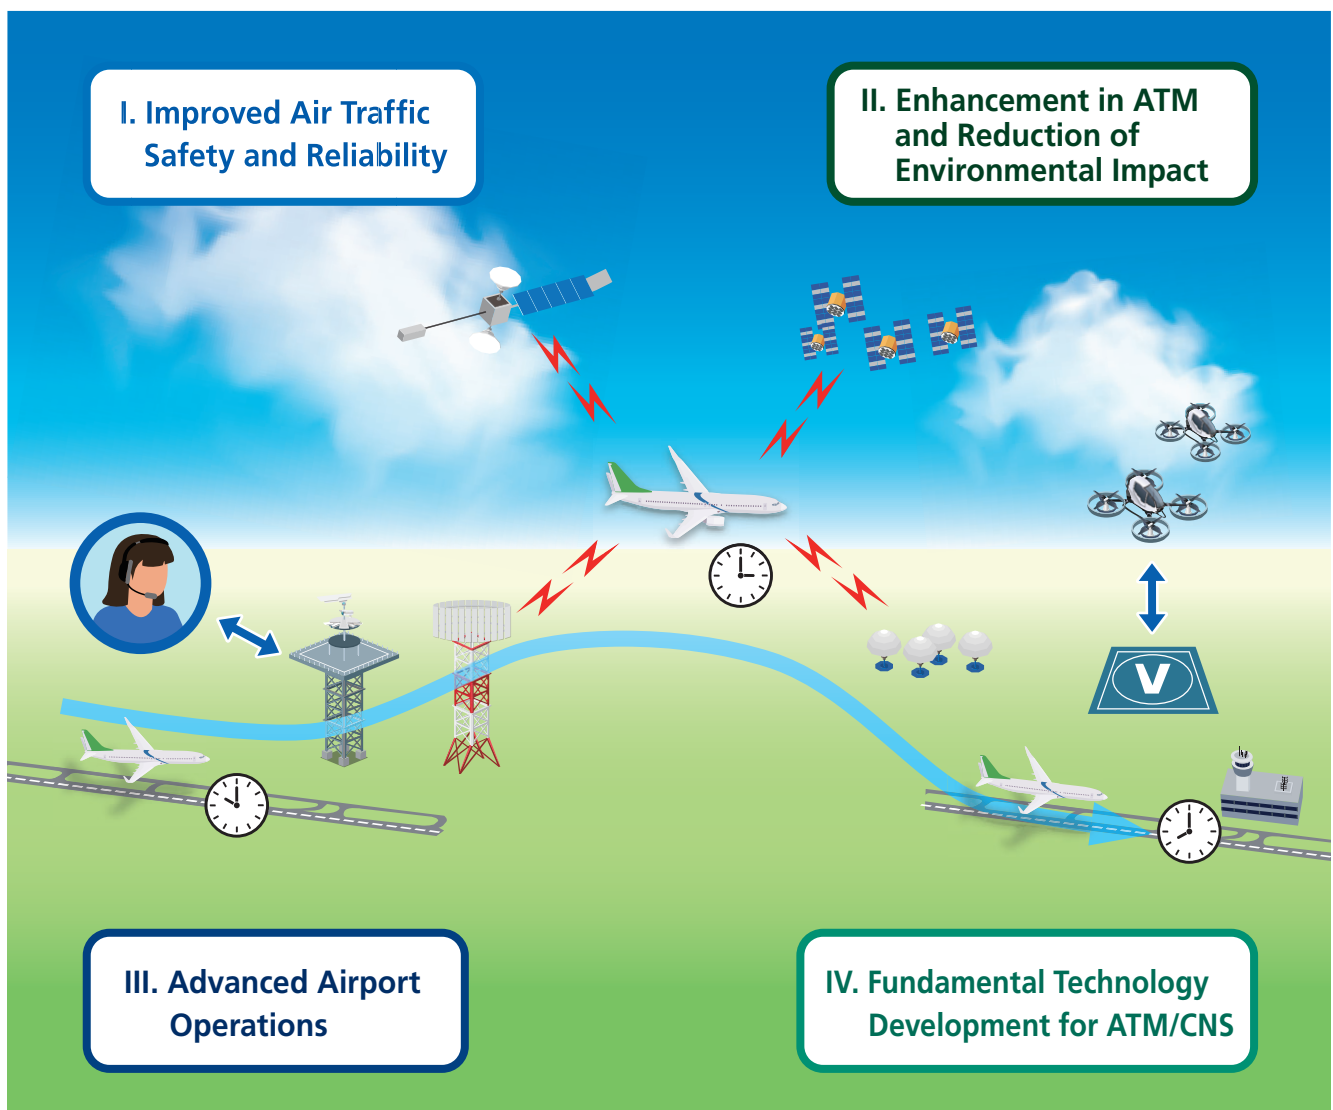 I. Improved Air Traffic
Safety and Reliability
II. Enhancement in ATM
and Reduction of
Environmental Impact
V
III. Advanced Airport
Operations
IV. Fundamental Technology
Development for ATM/CNS